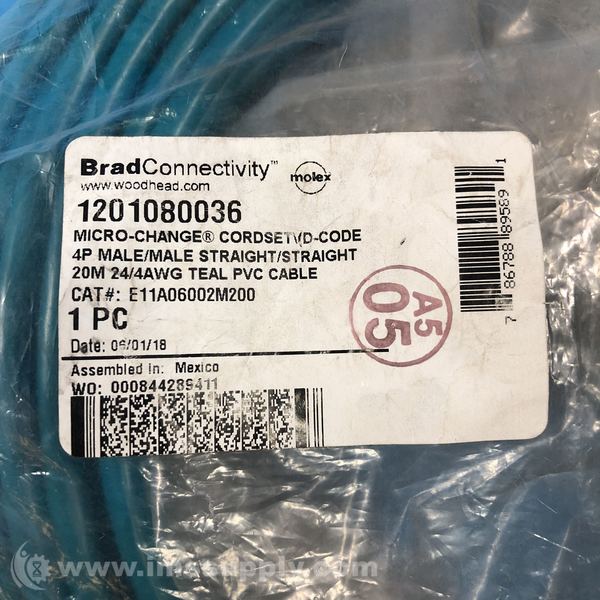 BradConnectivity™
www.woodhead.com
molex
1201080036
MICRO-CHANGE® CORDSET\/D-CODE
4P MALE/MALE STRAIGHT/STRAIGHT
20M 24/4AWG TEAL PVC CABLE
CAT#: E11A06002M200
1 PC
Date: 06/01/18
Assembled In: Mexico
WO: 000844289411
A5
05
7 86788 89589 1
www.imssupply.com